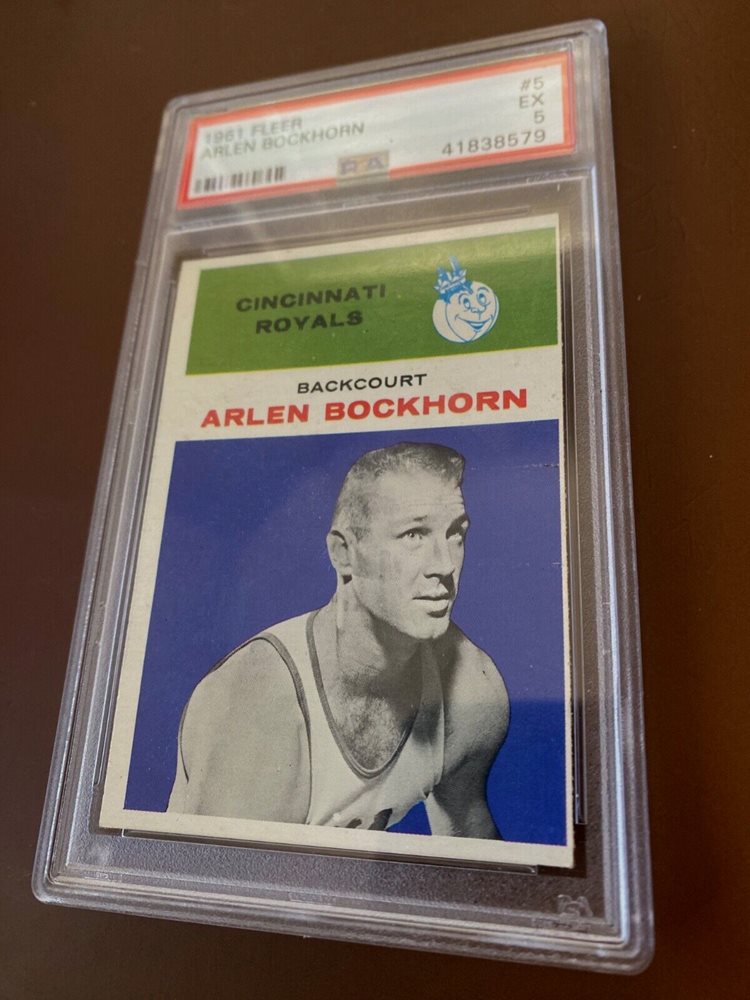 1961 FLEER
ARLEN BOCKHORN
#5
EX
5
41838579
PSA
CINCINNATI
ROYALS
BACKCOURT
ARLEN BOCKHORN